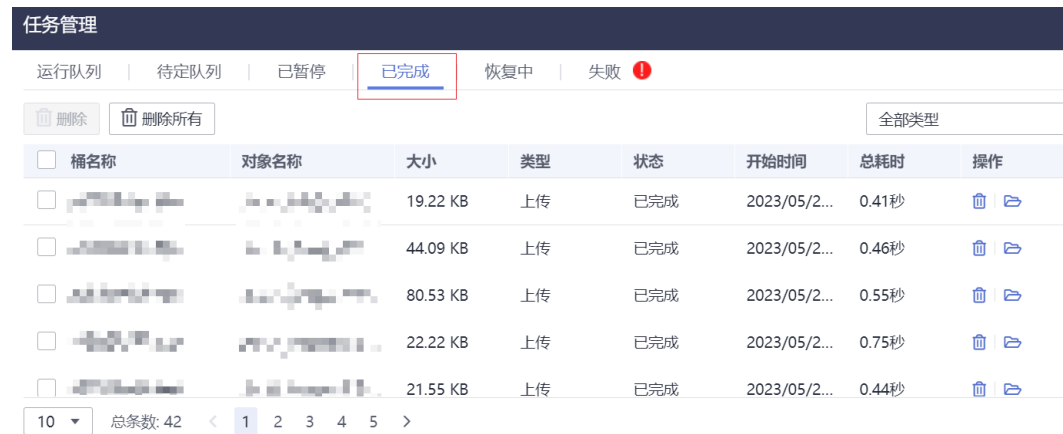 任务管理
运行队列 待定队列 已暂停 已完成 恢复中 失败 !
删除 删除所有 全部类型
桶名称 对象名称 大小 类型 状态 开始时间 总耗时 操作
19.22 KB 上传 已完成 2023/05/2... 0.41秒
44.09 KB 上传 已完成 2023/05/2... 0.46秒
80.53 KB 上传 已完成 2023/05/2... 0.55秒
22.22 KB 上传 已完成 2023/05/2... 0.75秒
21.55 KB 上传 已完成 2023/05/2... 0.44秒
10 总条数: 42 < 1 2 3 4 5 >